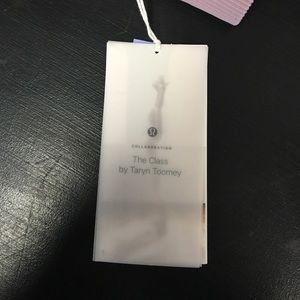 COLLABORATION
The Class
by Taryn Toomey